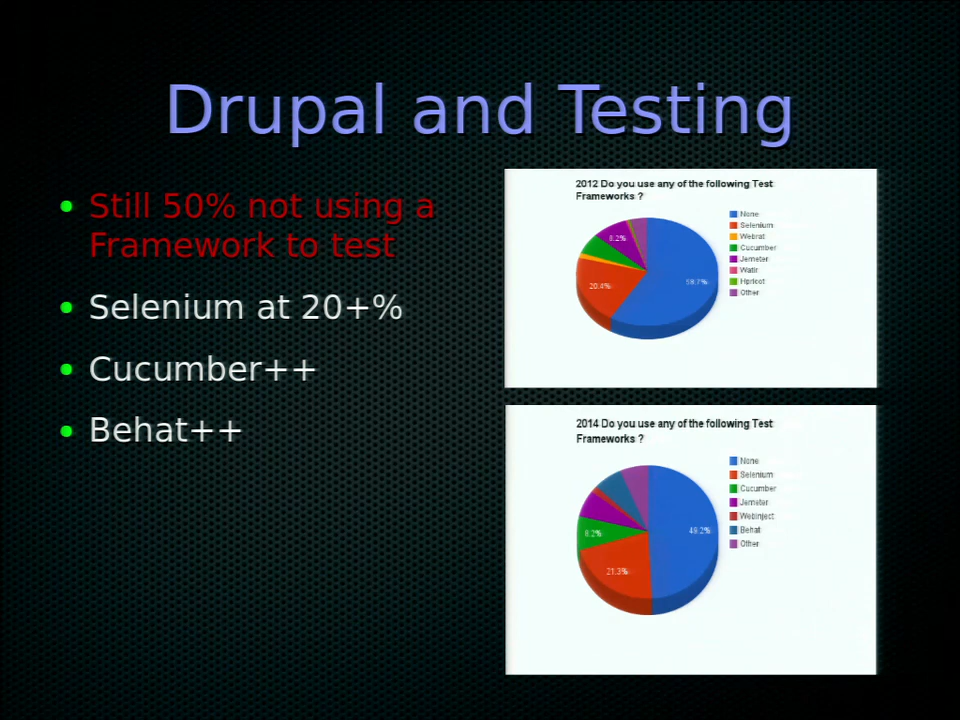 Drupal and Testing
Still 50% not using a
Framework to test
Selenium at 20+%
Cucumber++
Behat++
2012 Do you use any of the following Test
Frameworks ?
None
Selenium
Webrat
Cucumber
Jemeter
Watir
Hpricot
Other
8.2%
20.4%
58.7%
2014 Do you use any of the following Test
Frameworks ?
None
Selenium
Cucumber
Jemeter
Webinject
Behat
Other
49.2%
8.2%
21.3%